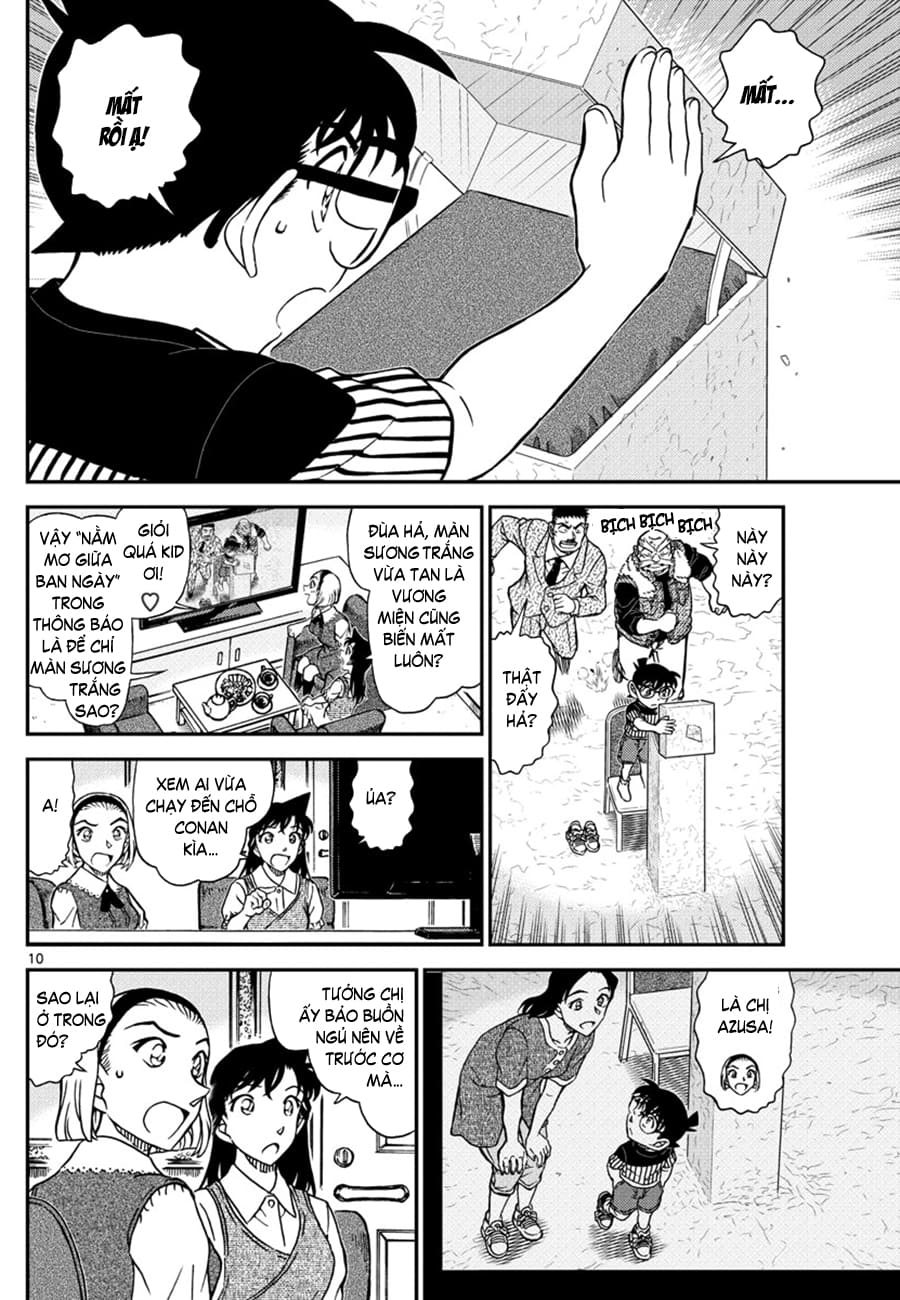 MẤT...
MẤT
RỒI Ạ!
BỊCH BỊCH BỊCH
NÀY
NÀY
NÀY?
THẬT
ĐẤY
HẢ?
ĐÙA HẢ, MÀN
SƯƠNG TRẮNG
VỪA TAN LÀ
VƯƠNG
MIỆN CŨNG
BIẾN MẤT
LUÔN?
GIỎI
QUÁ KID
ƠI!
♡
VẬY "NẰM
MƠ GIỮA
BAN NGÀY"
TRONG
THÔNG BÁO
LÀ ĐỂ CHỈ
MÀN SƯƠNG
TRẮNG
SAO?
ỦA?
XEM AI VỪA
CHẠY ĐẾN CHỖ
CONAN
KÌA...
A!
10
LÀ CHỊ
AZUSA!
TƯỞNG CHỊ
ẤY BẢO BUỒN
NGỦ NÊN VỀ
TRƯỚC CƠ
MÀ...
SAO LẠI
Ở TRONG
ĐÓ?